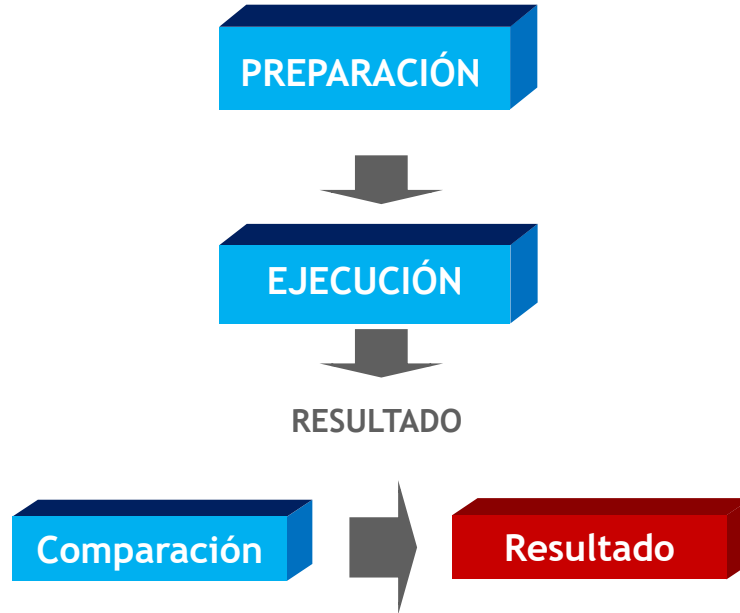 PREPARACIÓN
EJECUCIÓN
RESULTADO
Comparación
Resultado